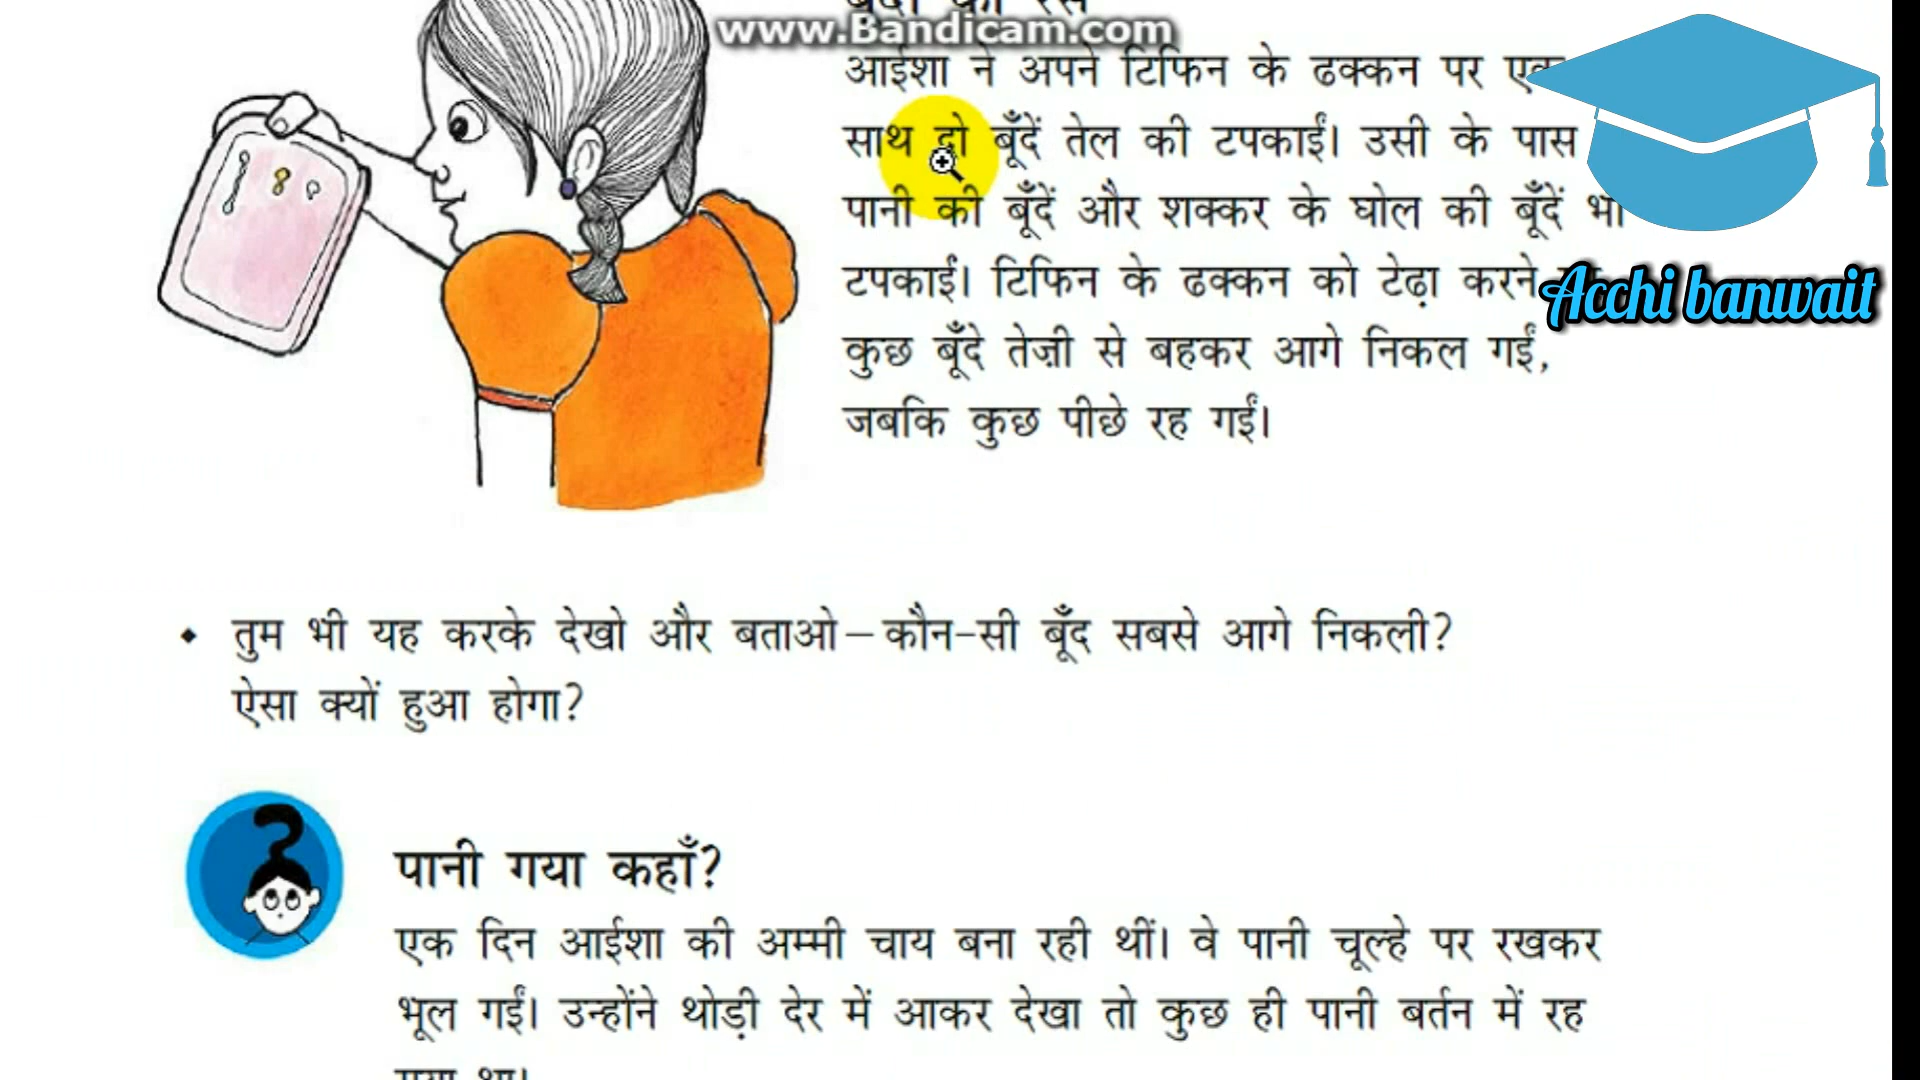 www.Bandicam.com
आईशा ने अपने टिफिन के ढक्कन पर एक
साथ दो बूँदें तेल की टपकाईं। उसी के पास
पानी की बूँदें और शक्कर के घोल की बूँदें भी
टपकाईं। टिफिन के ढक्कन को टेढ़ा करने
कुछ बूँदे तेज़ी से बहकर आगे निकल गईं,
जबकि कुछ पीछे रह गईं।
Acchi banwait
• तुम भी यह करके देखो और बताओ – कौन-सी बूँद सबसे आगे निकली?
ऐसा क्यों हुआ होगा?
पानी गया कहाँ?
एक दिन आईशा की अम्मी चाय बना रही थीं। वे पानी चूल्हे पर रखकर
भूल गईं। उन्होंने थोड़ी देर में आकर देखा तो कुछ ही पानी बर्तन में रह